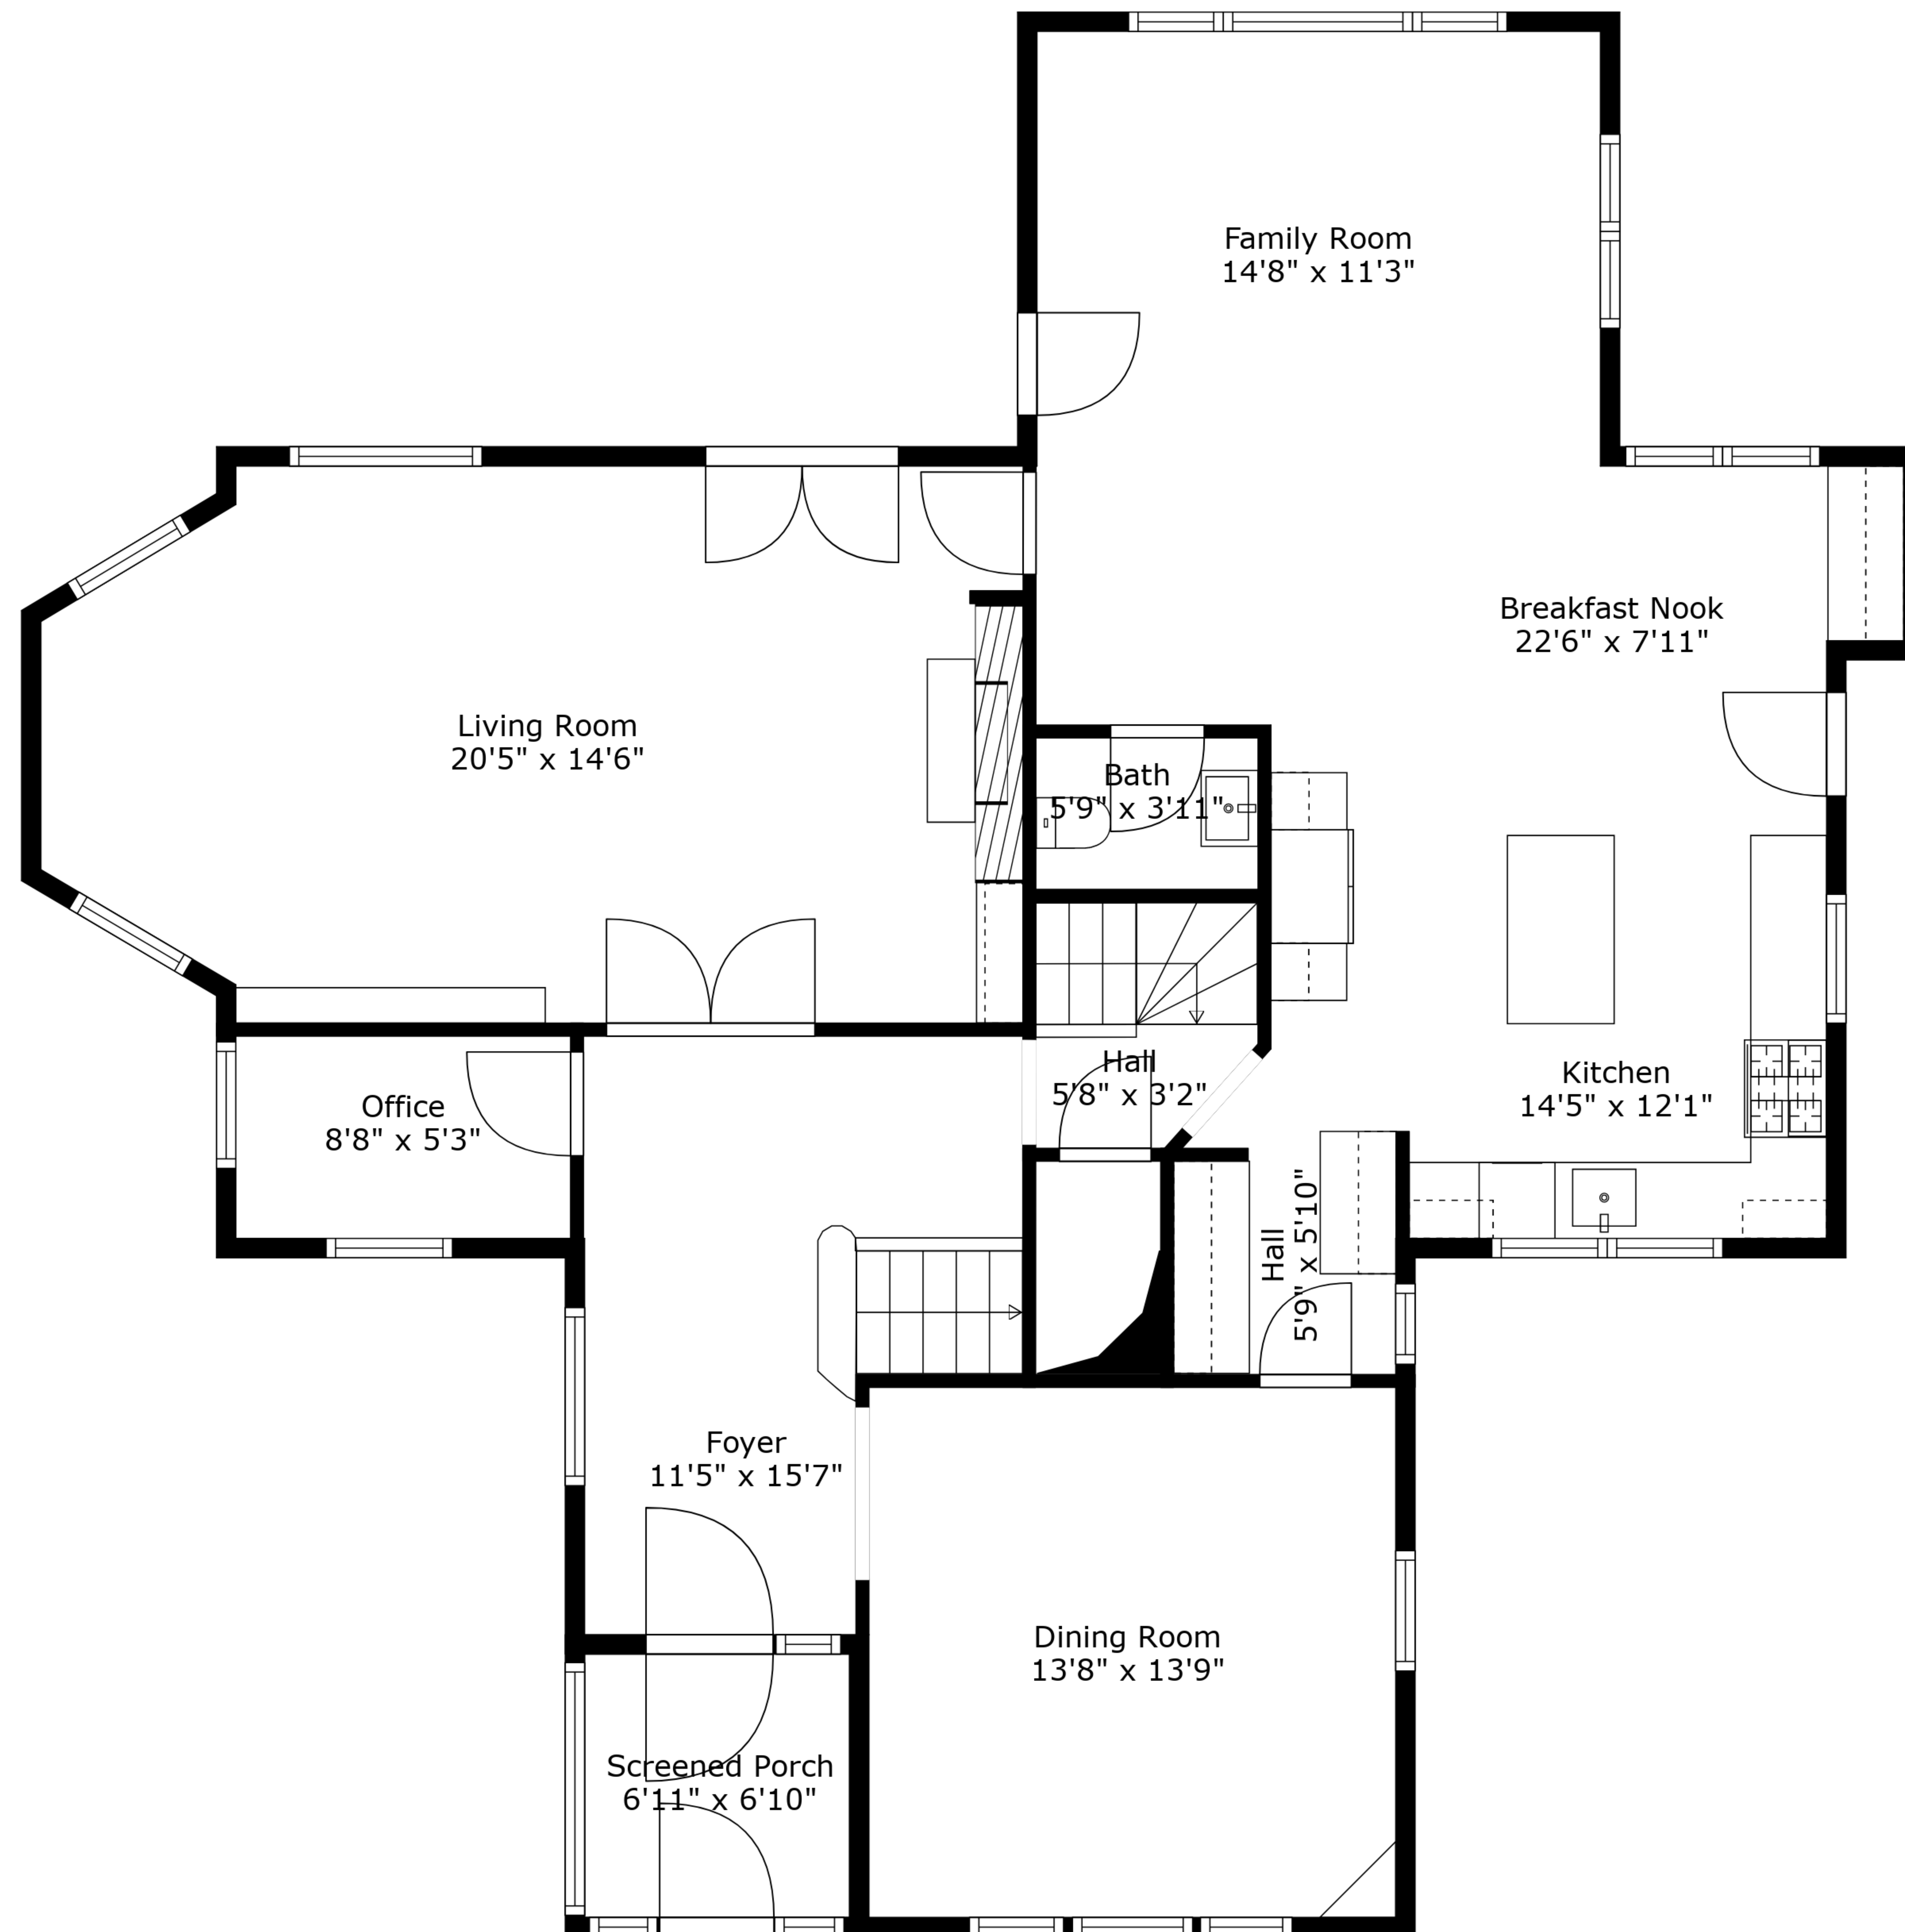 Family Room
14'8" x 11'3"
Breakfast Nook
22'6" x 7'11"
Living Room
20'5" x 14'6"
Bath
5'9" x 3'11"
Hall
5'8" x 3'2"
Kitchen
14'5" x 12'1"
Office
8'8" x 5'3"
Hall
5'9" x 5'10"
Foyer
11'5" x 15'7"
Dining Room
13'8" x 13'9"
Screened Porch
6'11" x 6'10"